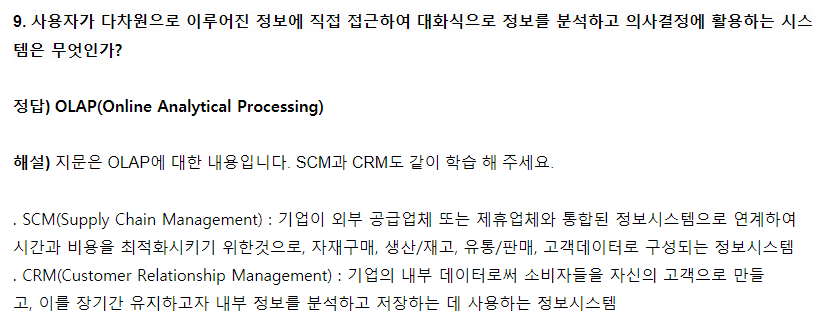 9. 사용자가 다차원으로 이루어진 정보에 직접 접근하여 대화식으로 정보를 분석하고 의사결정에 활용하는 시스
템은 무엇인가?
정답) OLAP(Online Analytical Processing)
해설) 지문은 OLAP에 대한 내용입니다. SCM과 CRM도 같이 학습 해 주세요.
. SCM(Supply Chain Management) : 기업이 외부 공급업체 또는 제휴업체와 통합된 정보시스템으로 연계하여
시간과 비용을 최적화시키기 위한것으로, 자재구매, 생산/재고, 유통/판매, 고객데이터로 구성되는 정보시스템
. CRM(Customer Relationship Management) : 기업의 내부 데이터로써 소비자들을 자신의 고객으로 만들
고, 이를 장기간 유지하고자 내부 정보를 분석하고 저장하는 데 사용하는 정보시스템